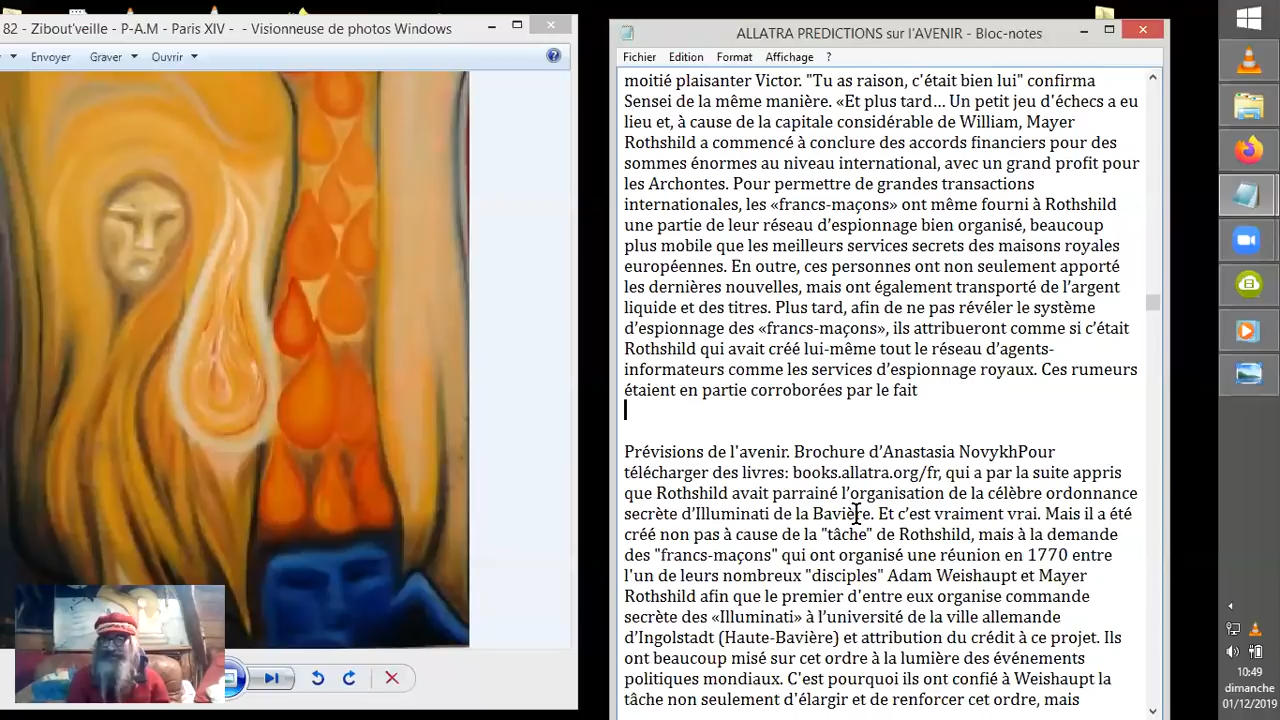 82 - Zibout'veille - P-A.M - Paris XIV - - Visionneuse de photos Windows
Envoyer Graver Ouvrir
ALLATRA PREDICTIONS sur l'AVENIR - Bloc-notes
Fichier Edition Format Affichage ?
moitié plaisanter Victor. "Tu as raison, c'était bien lui" confirma
Sensei de la même manière. «Et plus tard... Un petit jeu d'échecs a eu
lieu et, à cause de la capitale considérable de William, Mayer
Rothshild a commencé à conclure des accords financiers pour des
sommes énormes au niveau international, avec un grand profit pour
les Archontes. Pour permettre de grandes transactions
internationales, les «francs-maçons» ont même fourni à Rothshild
une partie de leur réseau d’espionnage bien organisé, beaucoup
plus mobile que les meilleurs services secrets des maisons royales
européennes. En outre, ces personnes ont non seulement apporté
les dernières nouvelles, mais ont également transporté de l’argent
liquide et des titres. Plus tard, afin de ne pas révéler le système
d’espionnage des «francs-maçons», ils attribueront comme si c’était
Rothshild qui avait créé lui-même tout le réseau d’agents-
informateurs comme les services d’espionnage royaux. Ces rumeurs
étaient en partie corroborées par le fait
Prévisions de l'avenir. Brochure d’Anastasia NovykhPour
télécharger des livres: books.allatra.org/fr, qui a par la suite appris
que Rothshild avait parrainé l’organisation de la célèbre ordonnance
secrète d’Illuminati de la Bavière. Et c’est vraiment vrai. Mais il a été
créé non pas à cause de la "tâche" de Rothshild, mais à la demande
des "francs-maçons" qui ont organisé une réunion en 1770 entre
l'un de leurs nombreux "disciples" Adam Weishaupt et Mayer
Rothshild afin que le premier d'entre eux organise commande
secrète des «Illuminati» à l’université de la ville allemande
d’Ingolstadt (Haute-Bavière) et attribution du crédit à ce projet. Ils
ont beaucoup misé sur cet ordre à la lumière des événements
politiques mondiaux. C'est pourquoi ils ont confié à Weishaupt la
tâche non seulement d'élargir et de renforcer cet ordre, mais
10:49
dimanche
01/12/2019